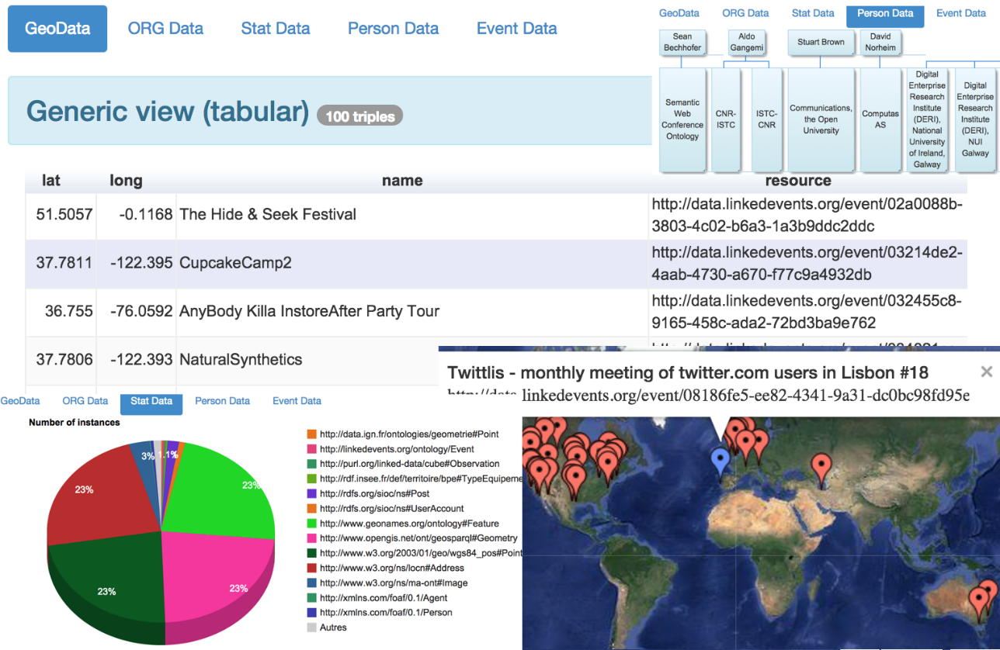 GeoData ORG Data Stat Data Person Data Event Data
Generic view (tabular) 100 triples
lat long name resource
51.5057 -0.1168 The Hide & Seek Festival http://data.linkedevents.org/event/02a0088b-
3803-4c02-b6a3-1a3b9ddc2ddc
37.7811 -122.395 CupcakeCamp2 http://data.linkedevents.org/event/03214de2-
4aab-4730-a670-f77c9a4932db
36.755 -76.0592 AnyBody Killa InstoreAfter Party Tour http://data.linkedevents.org/event/032455c8-
9165-458c-ada2-72bd3ba9e762
37.7806 -122.393 NaturalSynthetics
GeoData ORG Data Stat Data Person Data Event Data
Sean
Bechhofer
Aldo
Gangemi
Stuart Brown
David
Norheim
Semantic
Web
Conference
Ontology
CNR-
ISTC
ISTC-
CNR
Communications,
the Open
University
Computas
AS
Digital
Enterprise
Research
Institute
(DERI),
National
University
of Ireland,
Galway
Digital
Enterprise
Research
Institute
(DERI),
NUI
Galway
GeoData ORG Data Stat Data Person Data Event Data
Number of instances
3%
1.1%
23%
23%
23%
23%
http://data.ign.fr/ontologies/geometrie#Point
http://linkedevents.org/ontology/Event
http://purl.org/linked-data/cube#Observation
http://rdf.insee.fr/def/territoire/bpe#TypeEquipeme
http://rdfs.org/sioc/ns#Post
http://rdfs.org/sioc/ns#UserAccount
http://www.geonames.org/ontology#Feature
http://www.opengis.net/ont/geosparql#Geometry
http://www.w3.org/2003/01/geo/wgs84_pos#Point
http://www.w3.org/ns/locn#Address
http://www.w3.org/ns/ma-ont#Image
http://xmlns.com/foaf/0.1/Agent
http://xmlns.com/foaf/0.1/Person
Autres
Twittlis - monthly meeting of twitter.com users in Lisbon #18 ×
http://data.linkedevents.org/event/08186fe5-ee82-4341-9a31-dc0bc98fd95e